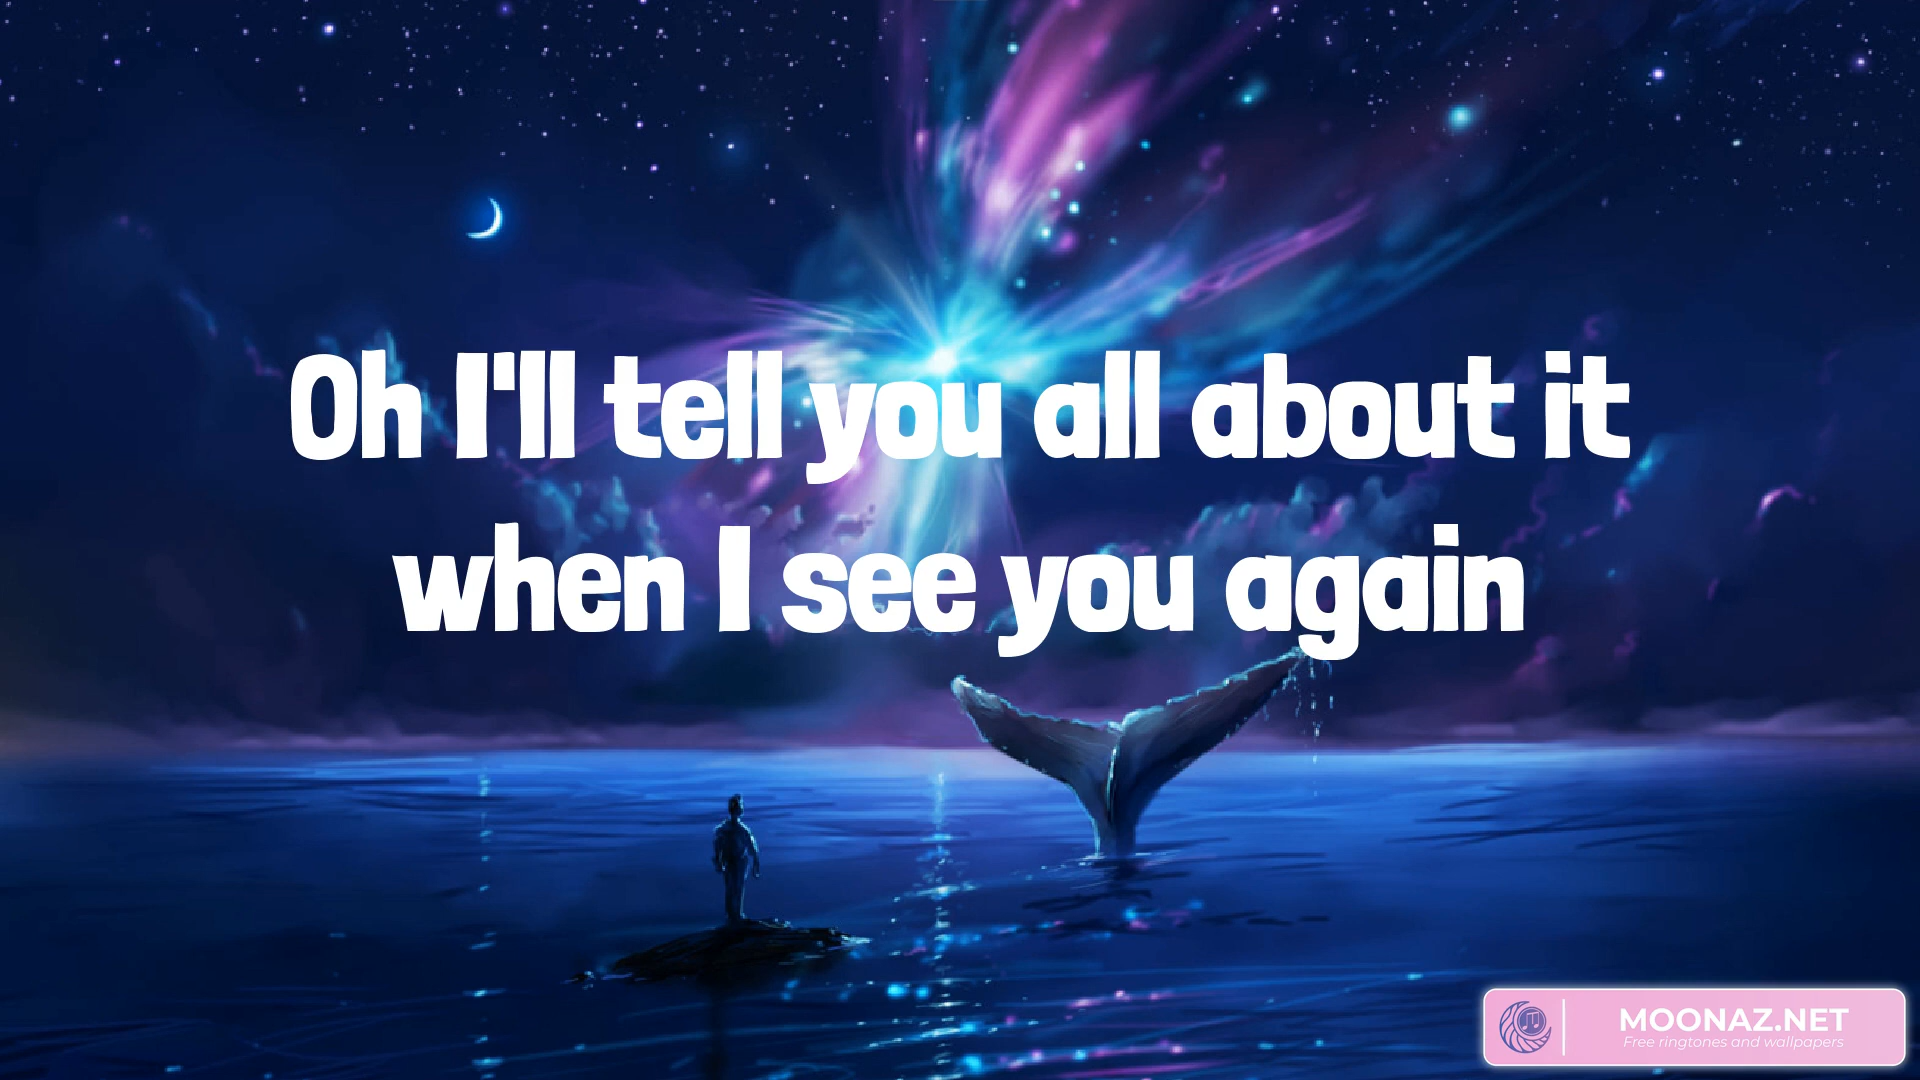 Oh I'll tell you all about it
when I see you again
MOONAZ.NET
Free ringtones and wallpapers